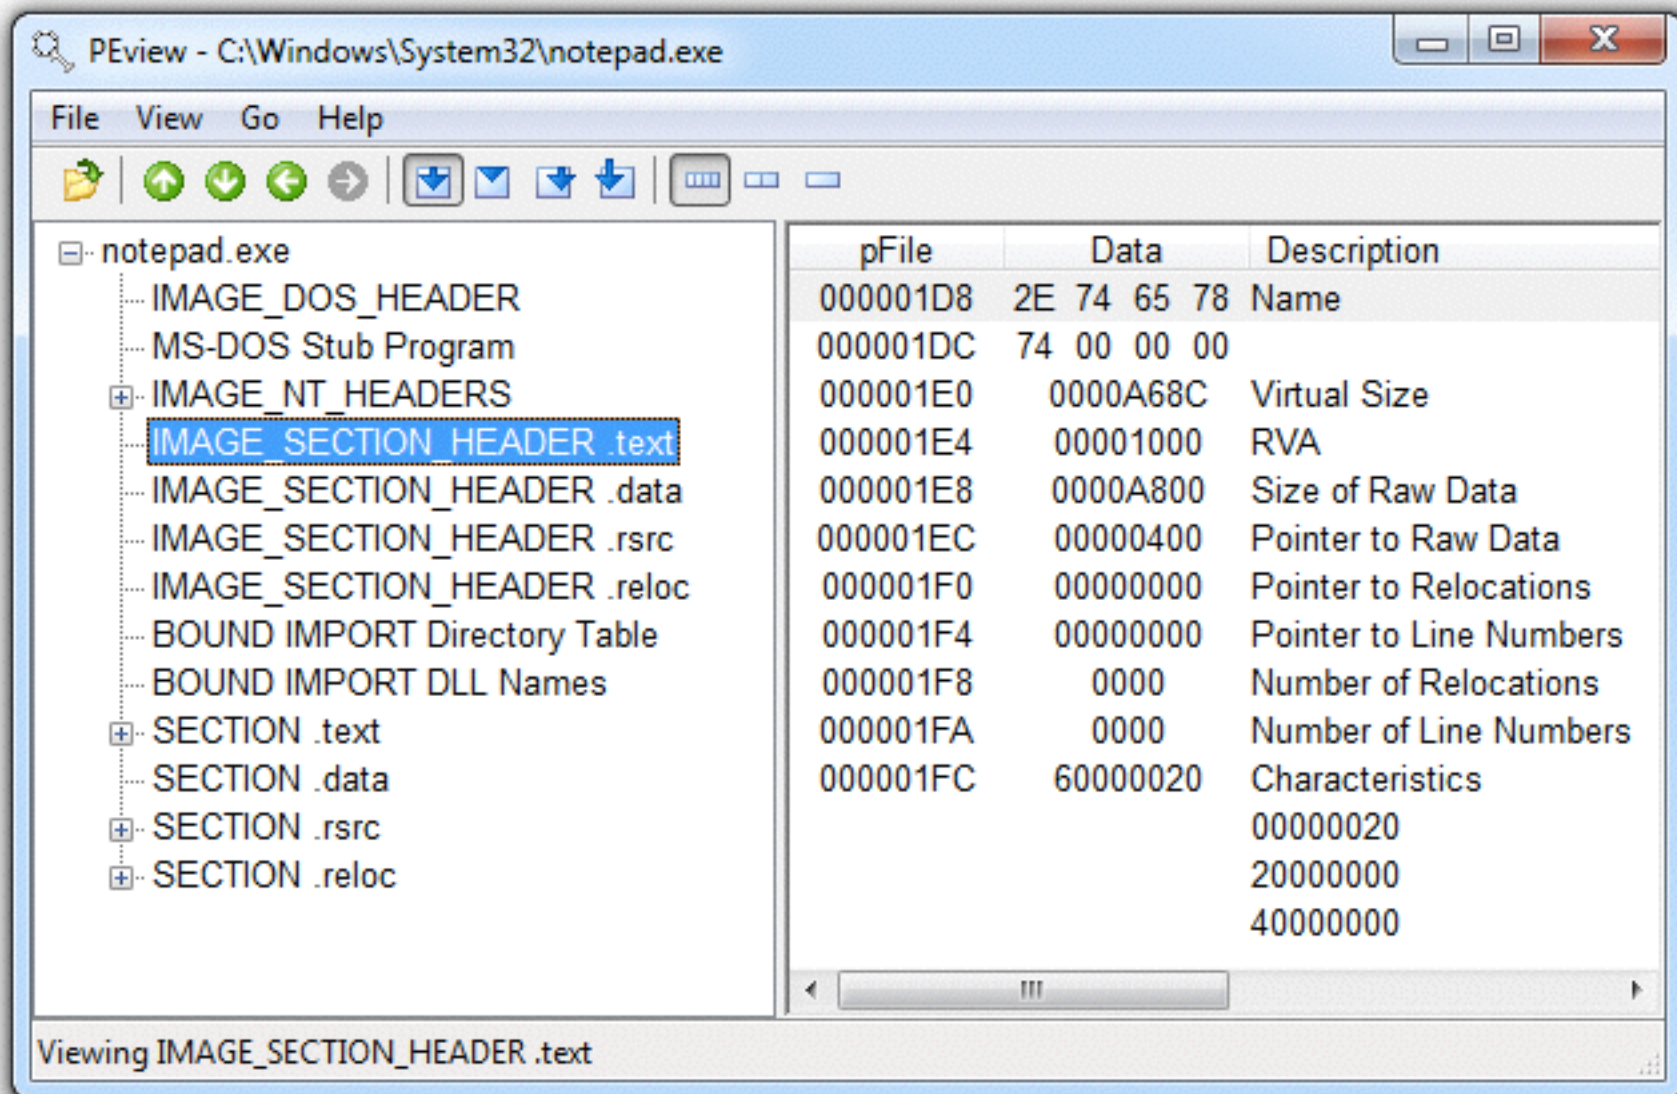 PEview - C:\Windows\System32\notepad.exe
File View Go Help
notepad.exe
IMAGE_DOS_HEADER
MS-DOS Stub Program
IMAGE_NT_HEADERS
IMAGE_SECTION_HEADER .text
IMAGE_SECTION_HEADER .data
IMAGE_SECTION_HEADER .rsrc
IMAGE_SECTION_HEADER .reloc
BOUND IMPORT Directory Table
BOUND IMPORT DLL Names
SECTION .text
SECTION .data
SECTION .rsrc
SECTION .reloc
pFile Data Description
000001D8 2E 74 65 78 Name
000001DC 74 00 00 00
000001E0 0000A68C Virtual Size
000001E4 00001000 RVA
000001E8 0000A800 Size of Raw Data
000001EC 00000400 Pointer to Raw Data
000001F0 00000000 Pointer to Relocations
000001F4 00000000 Pointer to Line Numbers
000001F8 0000 Number of Relocations
000001FA 0000 Number of Line Numbers
000001FC 60000020 Characteristics
00000020
20000000
40000000
Viewing IMAGE_SECTION_HEADER .text